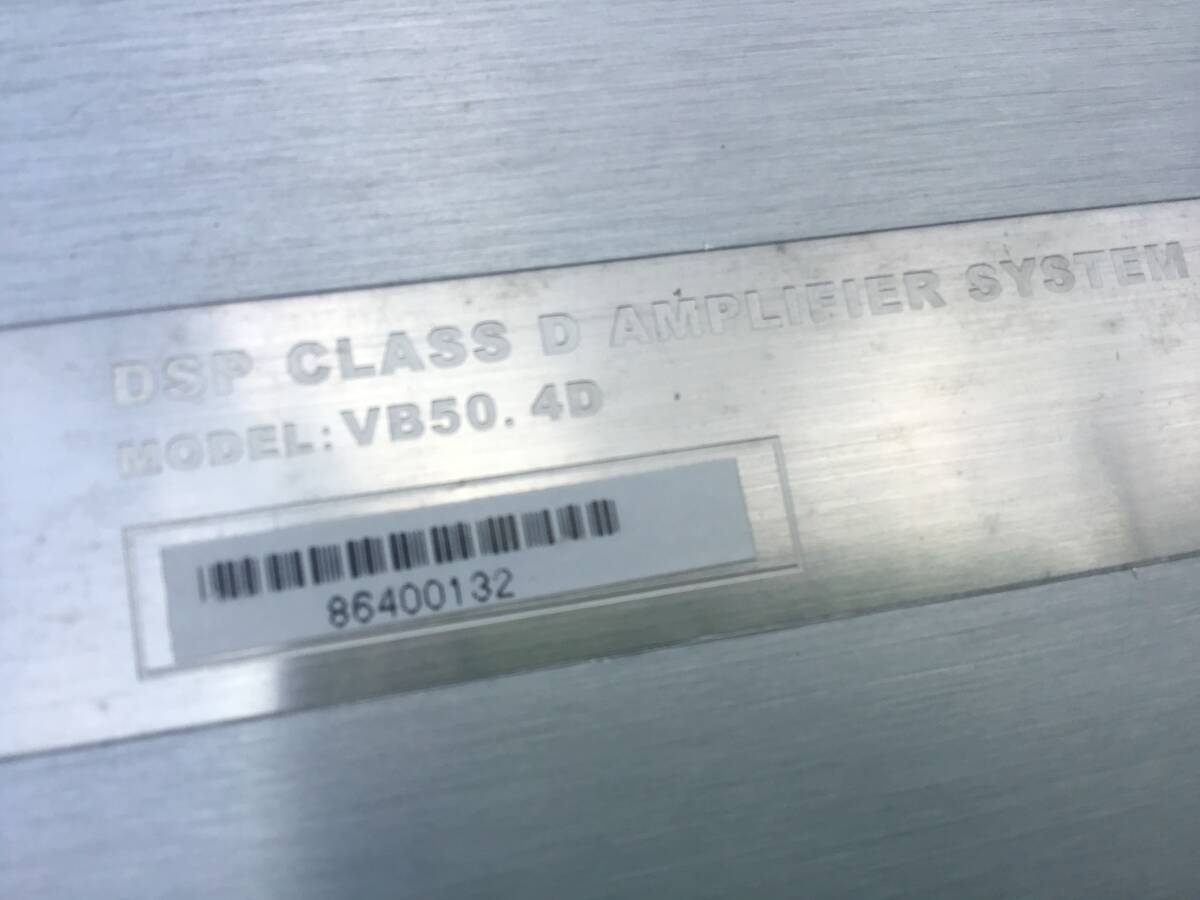 DSP CLASS D AMPLIFIER SYSTEM
MODEL: VB50.4D
86400132